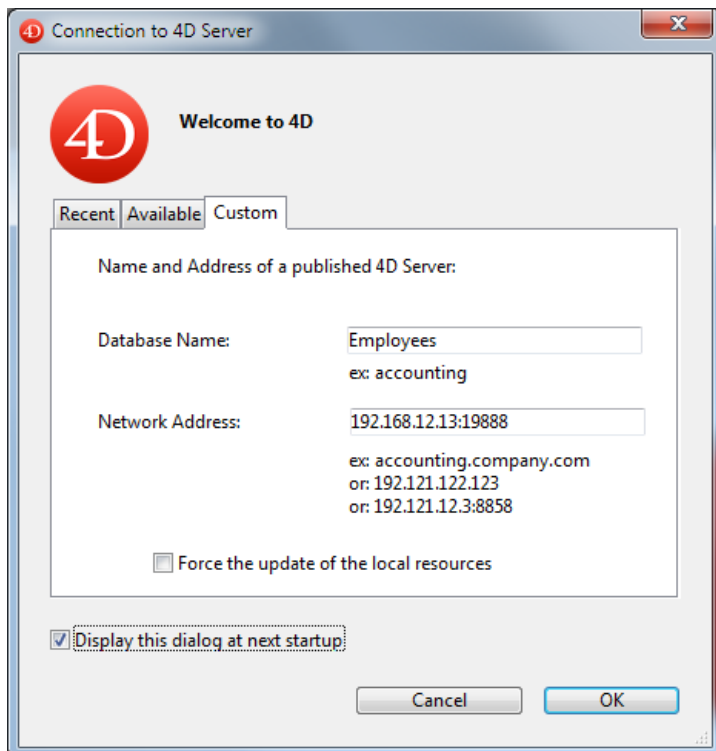 Connection to 4D Server
4D
Welcome to 4D
Recent Available Custom
Name and Address of a published 4D Server:
Database Name: Employees
ex: accounting
Network Address: 192.168.12.13:19888
ex: accounting.company.com
or: 192.121.122.123
or: 192.121.12.3:8858
Force the update of the local resources
Display this dialog at next startup
Cancel OK